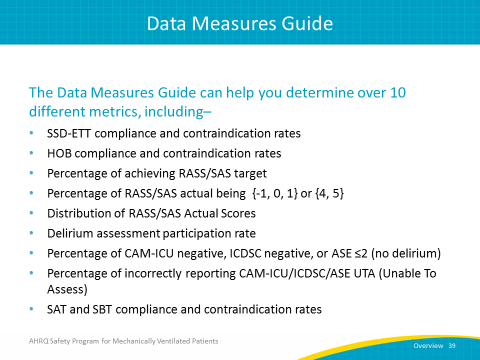 Data Measures Guide
The Data Measures Guide can help you determine over 10
different metrics, including–
• SSD-ETT compliance and contraindication rates
• HOB compliance and contraindication rates
• Percentage of achieving RASS/SAS target
• Percentage of RASS/SAS actual being {-1, 0, 1} or {4, 5}
• Distribution of RASS/SAS Actual Scores
• Delirium assessment participation rate
• Percentage of CAM-ICU negative, ICDSC negative, or ASE ≤2 (no delirium)
• Percentage of incorrectly reporting CAM-ICU/ICDSC/ASE UTA (Unable To
Assess)
• SAT and SBT compliance and contraindication rates
AHRQ Safety Program for Mechanically Ventilated Patients
Overview 39